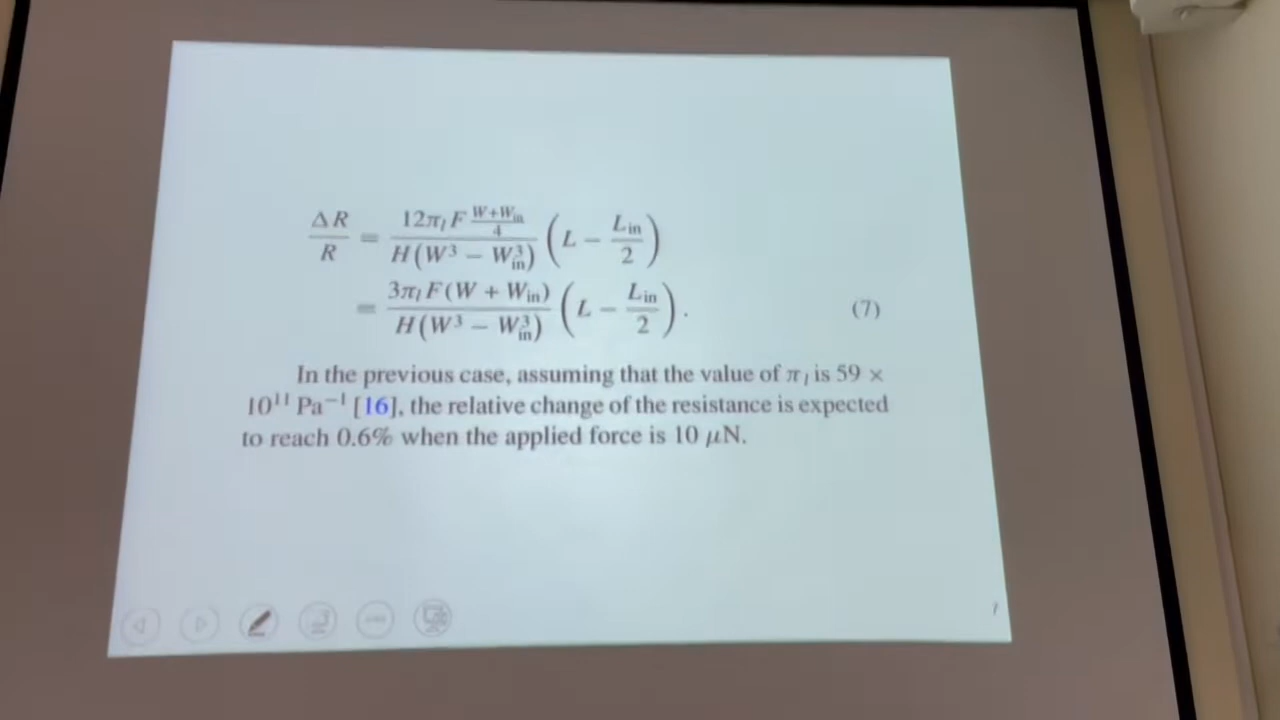 ΔR/R = 12π_l F (W+W_in)/4 / H(W³ − W_in³) (L − L_in/2)
= 3π_l F(W + W_in) / H(W³ − W_in³) (L − L_in/2). (7)
In the previous case, assuming that the value of π_l is 59 ×
10¹¹ Pa⁻¹ [16], the relative change of the resistance is expected
to reach 0.6% when the applied force is 10 μN.